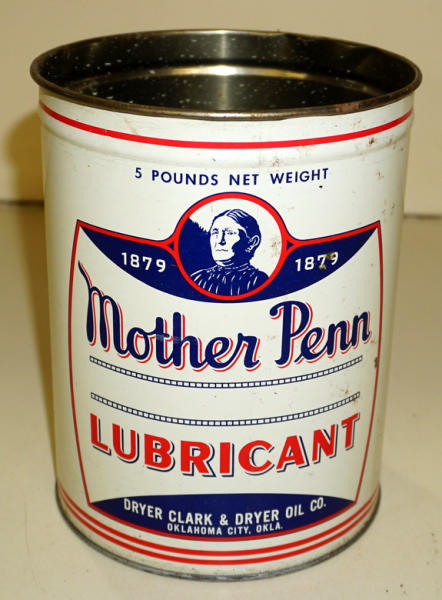 5 POUNDS NET WEIGHT
1879 1879
Mother Penn
LUBRICANT
DRYER CLARK & DRYER OIL CO.
OKLAHOMA CITY, OKLA.